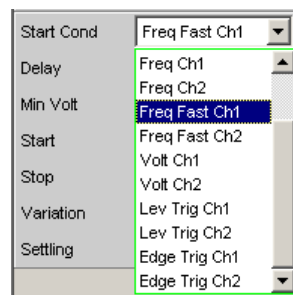 Start Cond
Freq Fast Ch1
Delay
Min Volt
Start
Stop
Variation
Settling
Freq Ch1
Freq Ch2
Freq Fast Ch1
Freq Fast Ch2
Volt Ch1
Volt Ch2
Lev Trig Ch1
Lev Trig Ch2
Edge Trig Ch1
Edge Trig Ch2